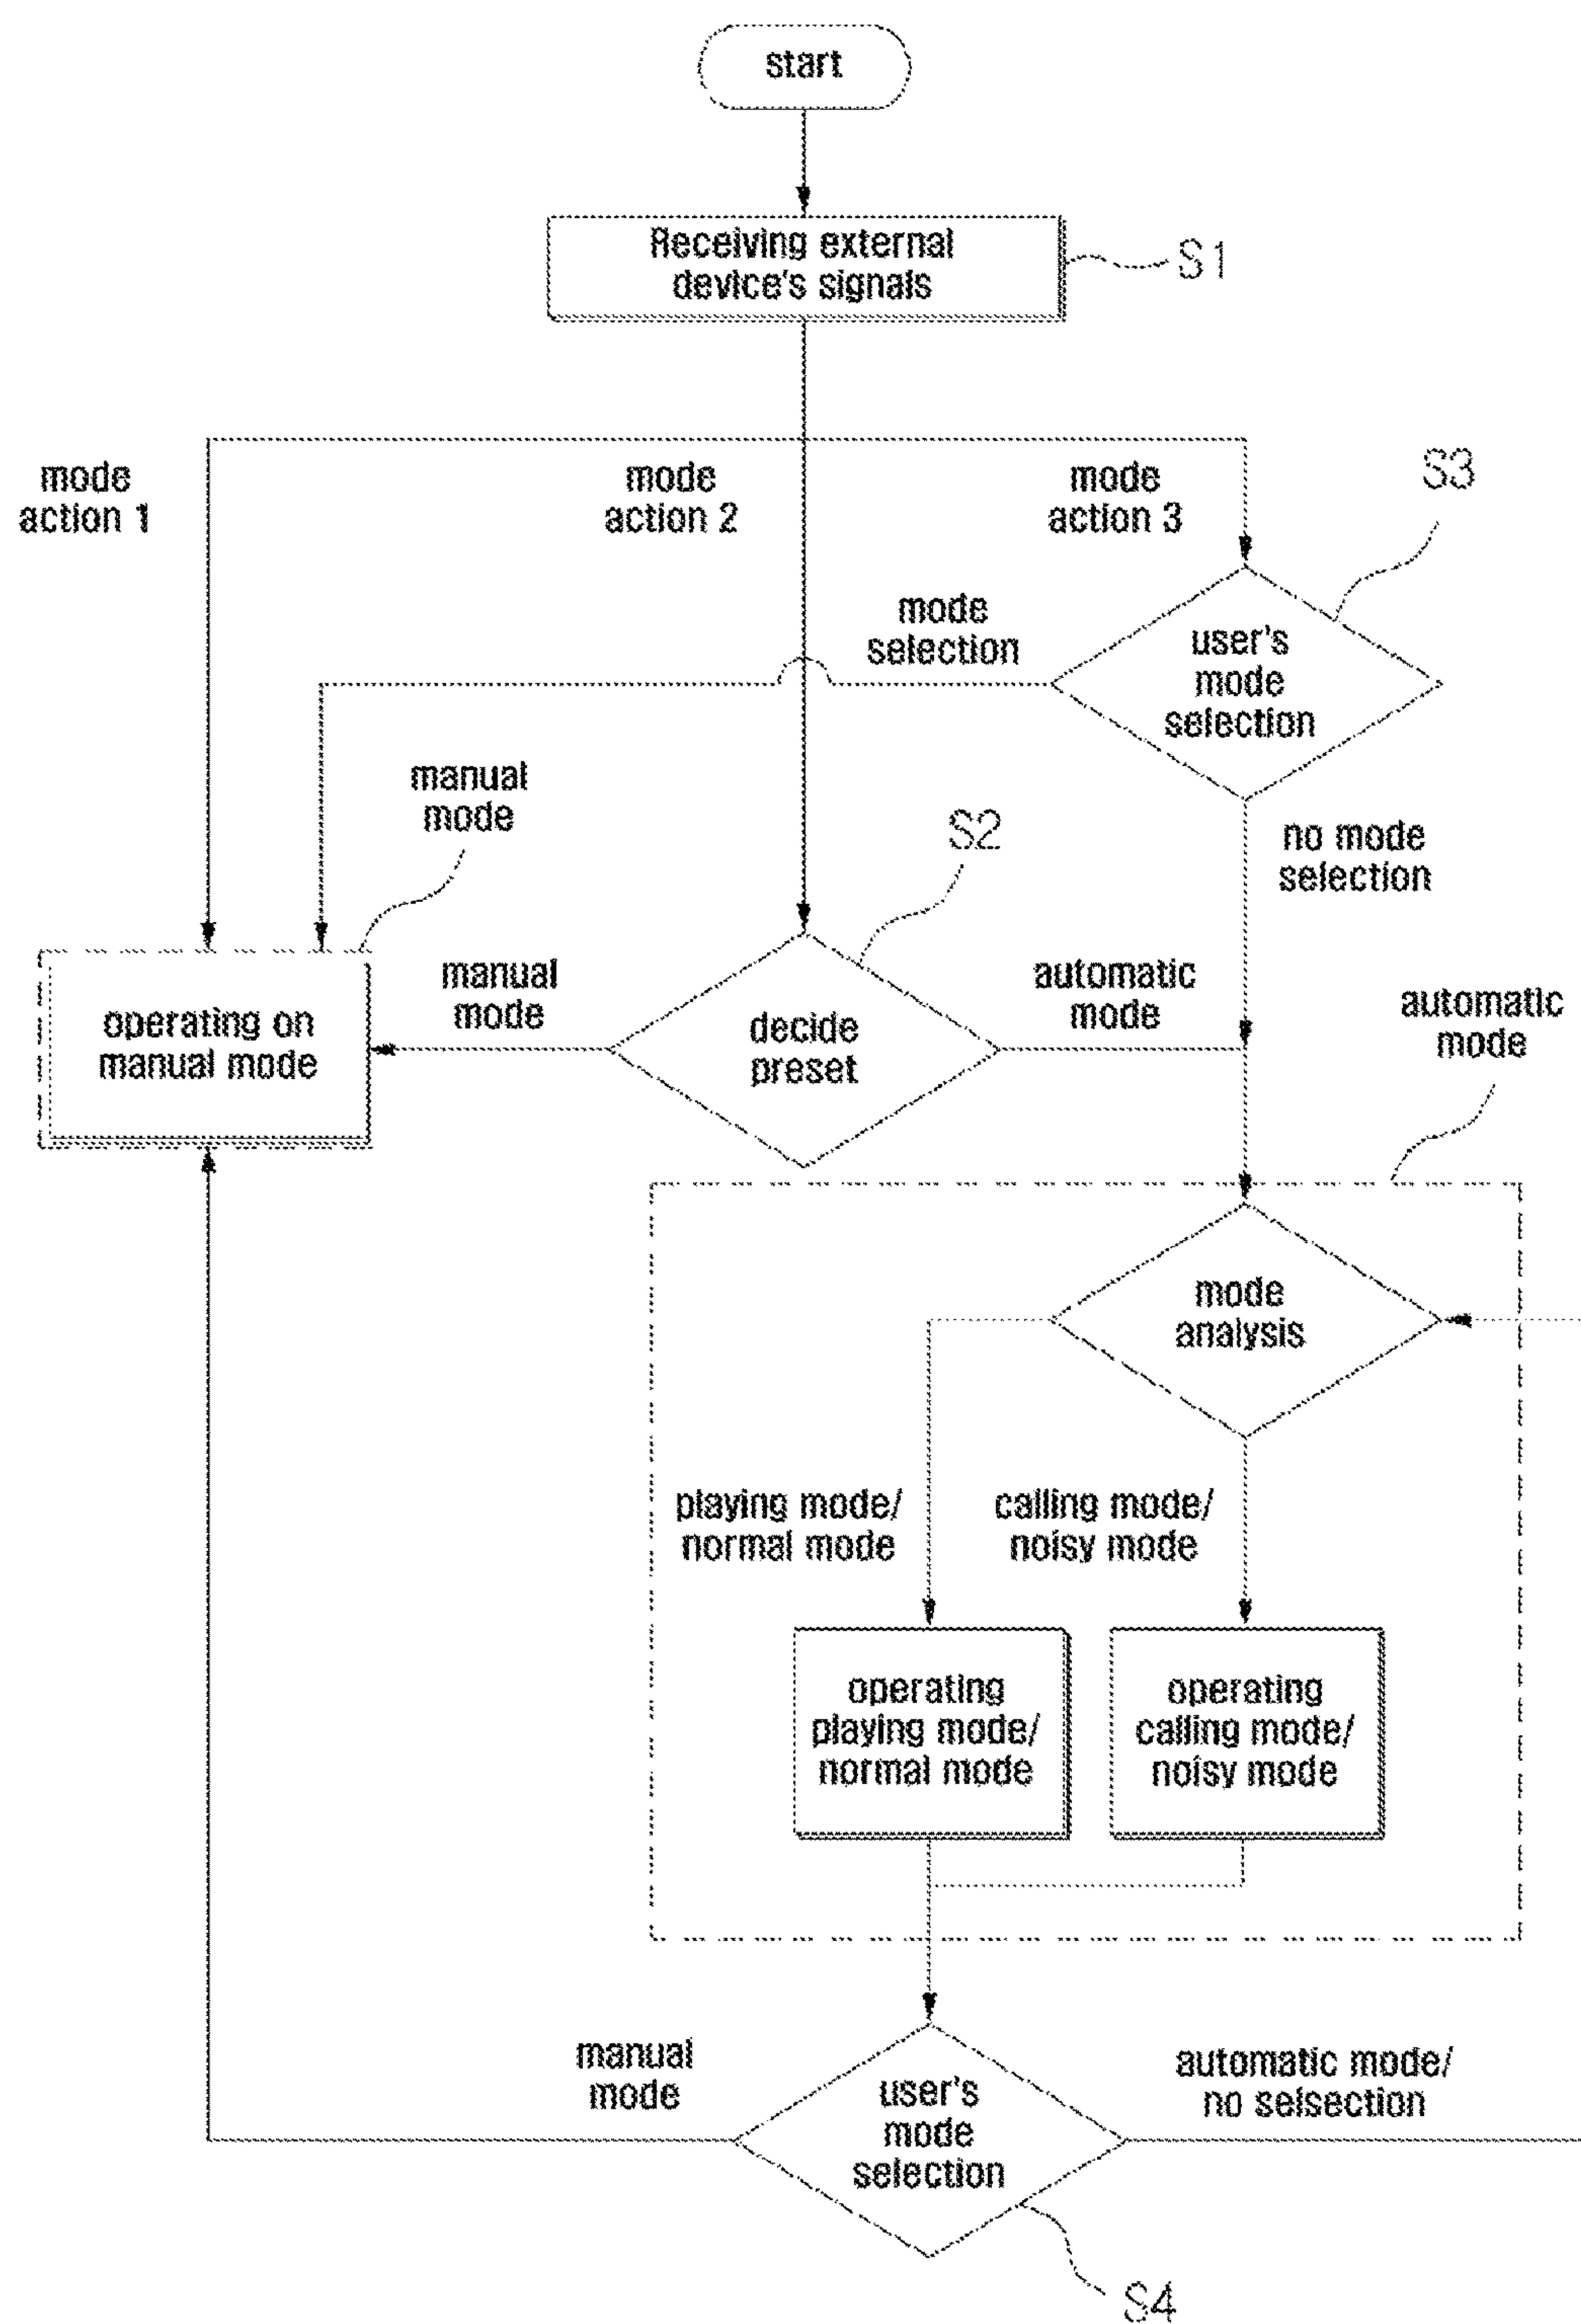 start
Receiving external
device's signals
S1
mode
action 1
mode
action 2
mode
action 3
S3
mode
selection
user's
mode
selection
manual
mode
S2
no mode
selection
operating on
manual mode
manual
mode
decide
preset
automatic
mode
automatic
mode
mode
analysis
playing mode/
normal mode
calling mode/
noisy mode
operating
playing mode/
normal mode
operating
calling mode/
noisy mode
manual
mode
user's
mode
selection
automatic mode/
no selsection
S4